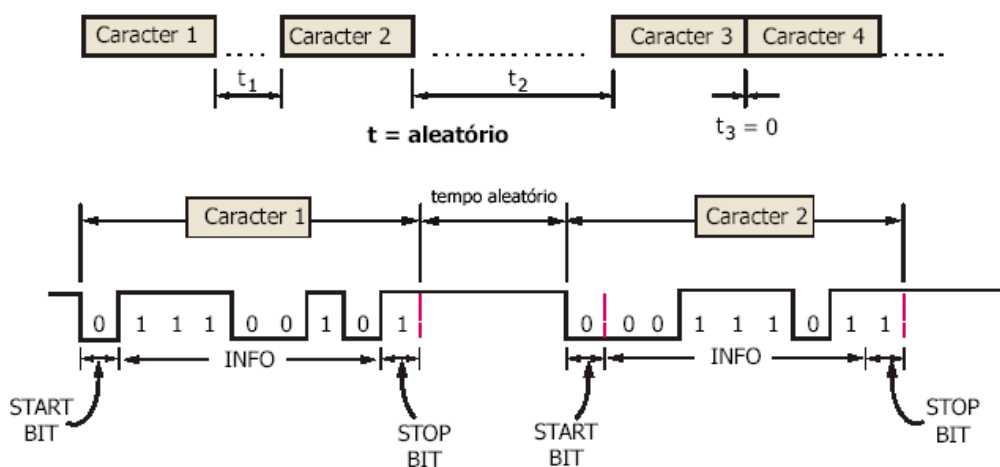 Caracter 1 Caracter 2 Caracter 3 Caracter 4
t1 t2 t3 = 0
t = aleatório
tempo aleatório
Caracter 1 Caracter 2
0 1 1 1 0 0 1 0 1 0 0 0 1 1 1 0 1 1
INFO INFO
START BIT STOP BIT START BIT STOP BIT